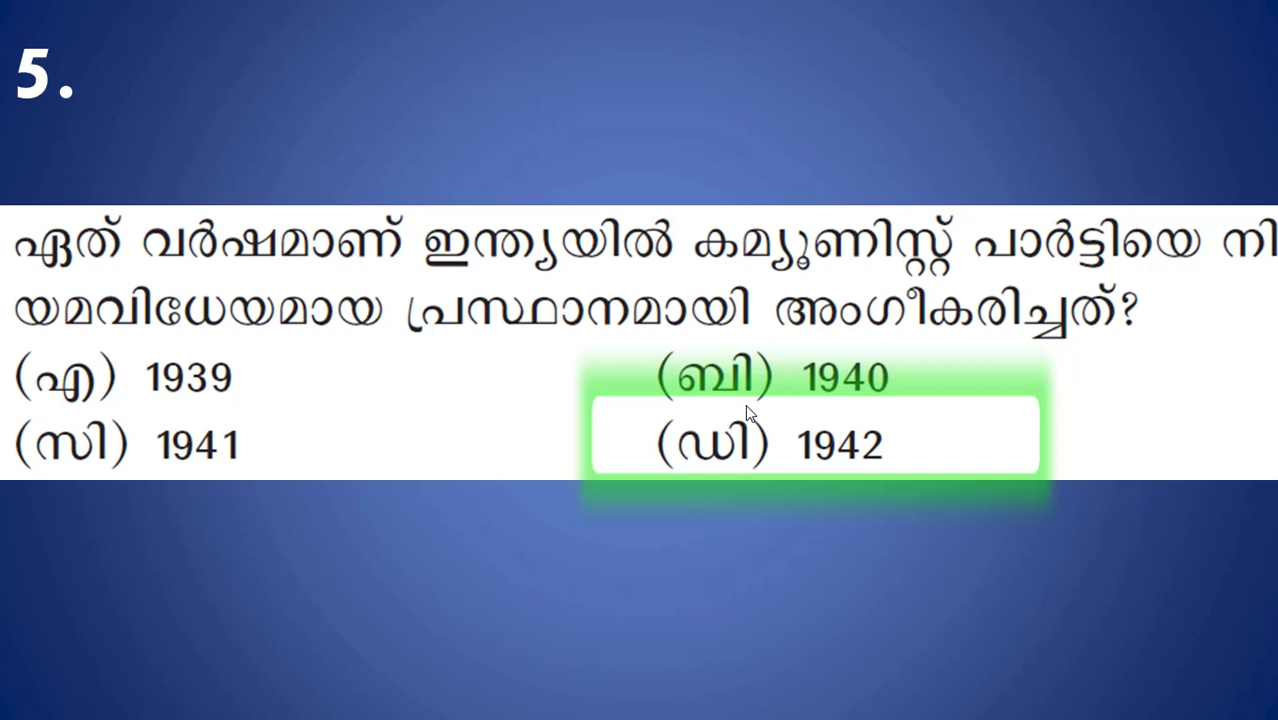 5.
ഏത് വർഷമാണ് ഇന്ത്യയിൽ കമ്യൂണിസ്റ്റ് പാർട്ടിയെ നി
യമവിധേയമായ പ്രസ്ഥാനമായി അംഗീകരിച്ചത്?
(എ) 1939 (ബി) 1940
(സി) 1941 (ഡി) 1942